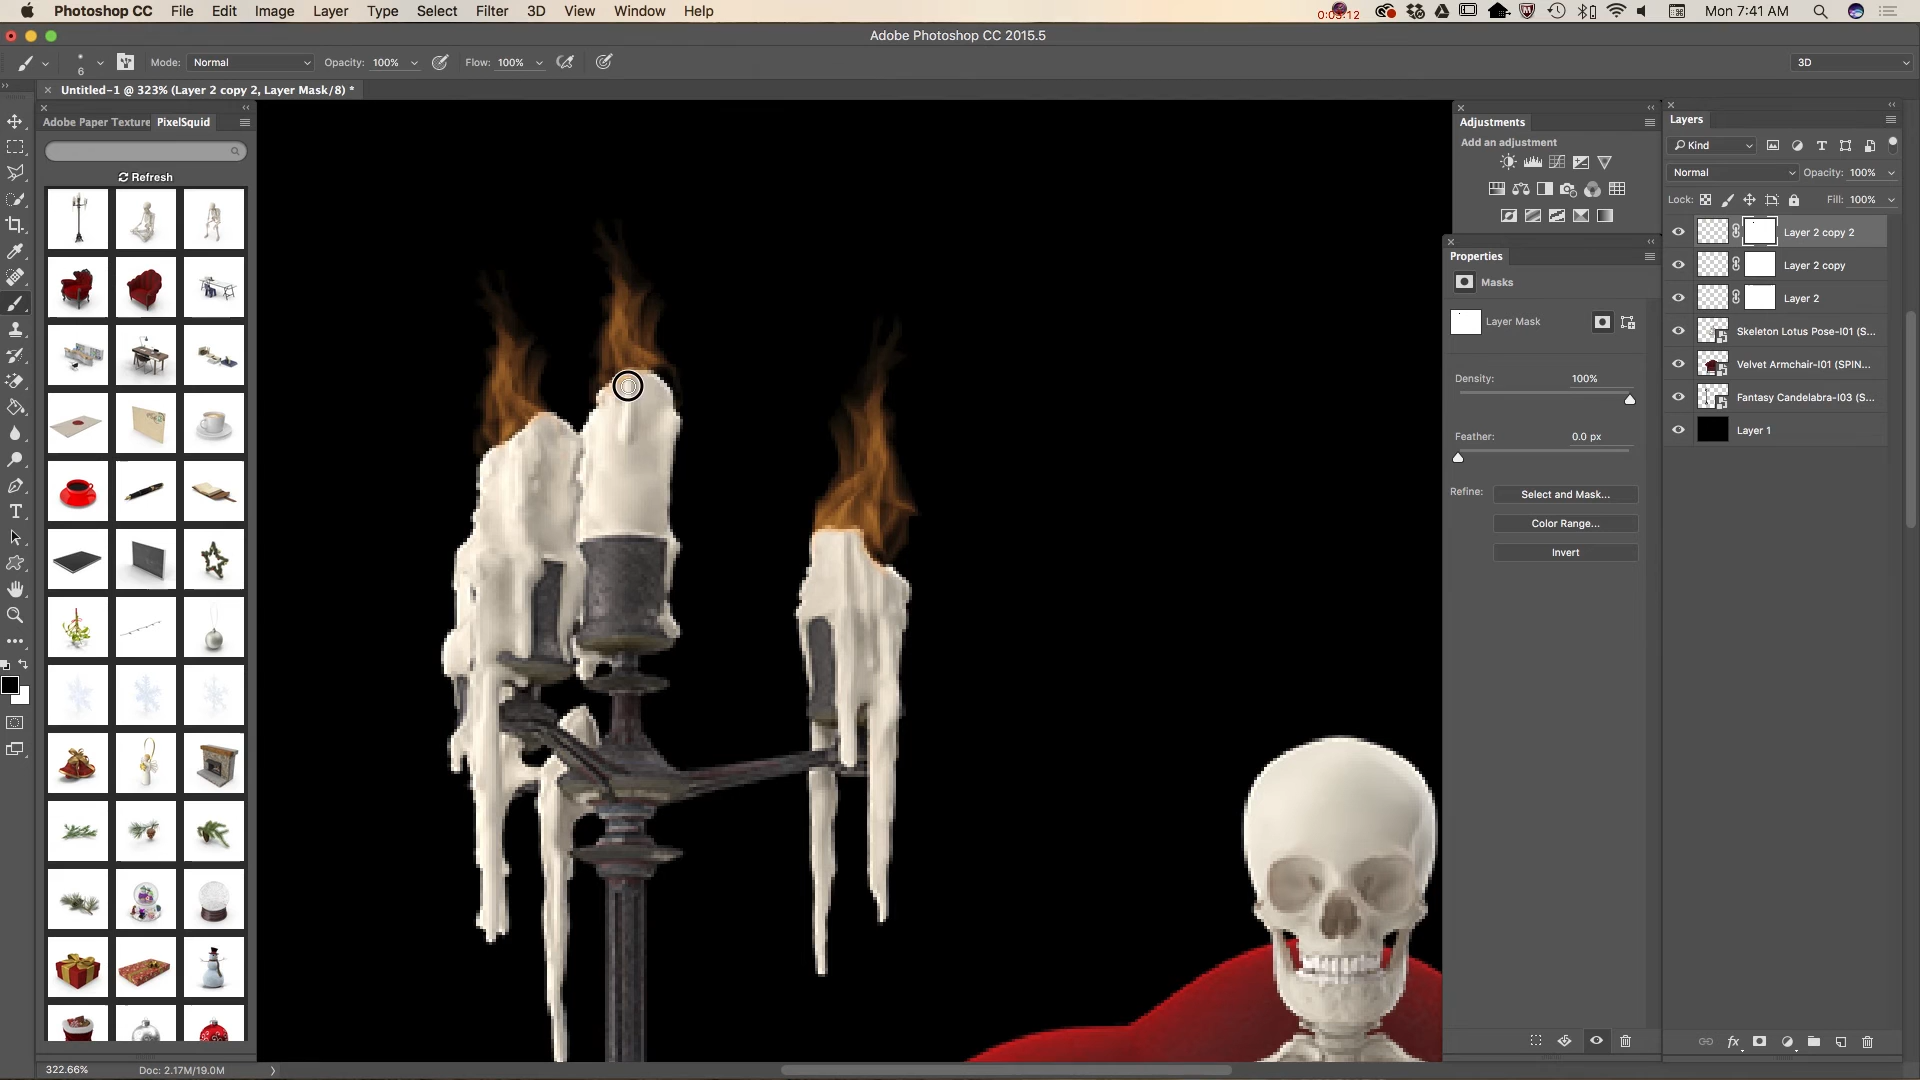 Photoshop CC File Edit Image Layer Type Select Filter 3D View Window Help
0:05:12
Mon 7:41 AM
Adobe Photoshop CC 2015.5
6
Mode: Normal
Opacity: 100%
Flow: 100%
3D
Untitled-1 @ 323% (Layer 2 copy 2, Layer Mask/8) *
Adobe Paper Texture
PixelSquid
Refresh
Adjustments
Add an adjustment
Properties
Masks
Layer Mask
Density: 100%
Feather: 0.0 px
Refine:
Select and Mask...
Color Range...
Invert
Layers
Kind
Normal
Opacity: 100%
Lock:
Fill: 100%
Layer 2 copy 2
Layer 2 copy
Layer 2
Skeleton Lotus Pose-I01 (S...
Velvet Armchair-I01 (SPIN...
Fantasy Candelabra-I03 (S...
Layer 1
fx
322.66%
Doc: 2.17M/19.0M